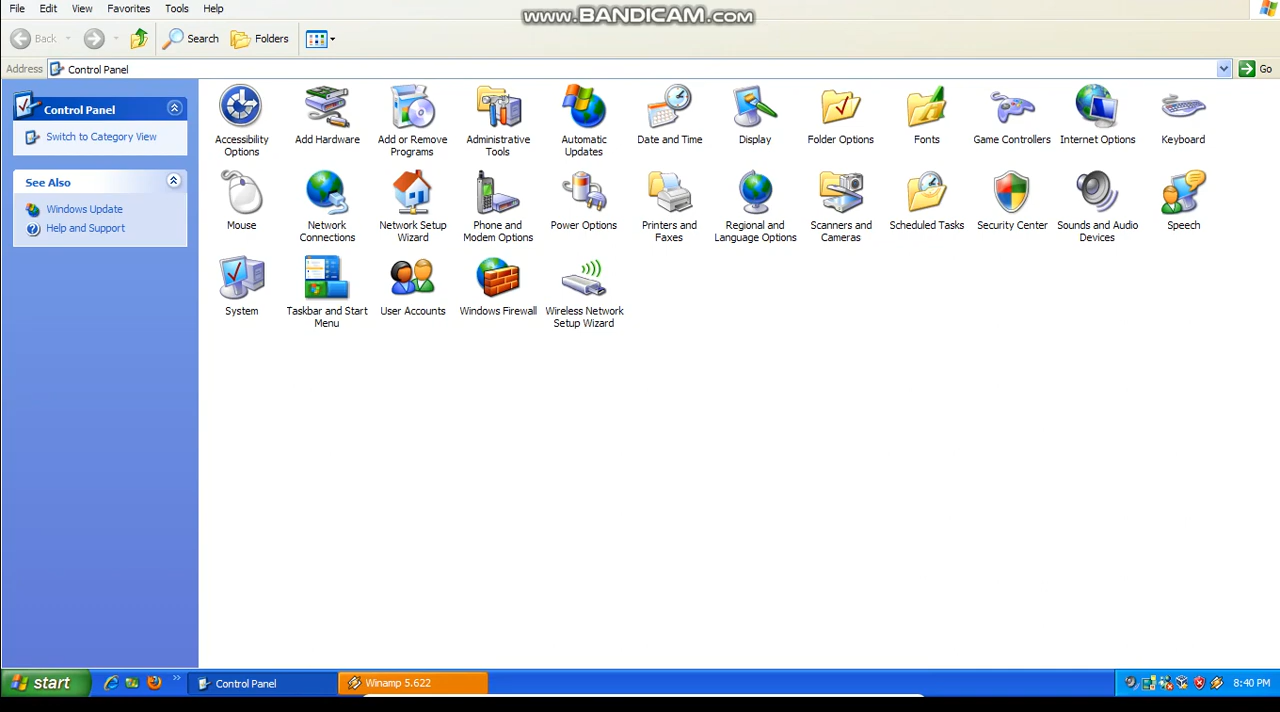 File Edit View Favorites Tools Help
www.BANDICAM.com
Back Search Folders
Address Control Panel Go
Control Panel
Switch to Category View
See Also
Windows Update
Help and Support
Accessibility Options
Add Hardware
Add or Remove Programs
Administrative Tools
Automatic Updates
Date and Time
Display
Folder Options
Fonts
Game Controllers
Internet Options
Keyboard
Mouse
Network Connections
Network Setup Wizard
Phone and Modem Options
Power Options
Printers and Faxes
Regional and Language Options
Scanners and Cameras
Scheduled Tasks
Security Center
Sounds and Audio Devices
Speech
System
Taskbar and Start Menu
User Accounts
Windows Firewall
Wireless Network Setup Wizard
start Control Panel Winamp 5.622 8:40 PM